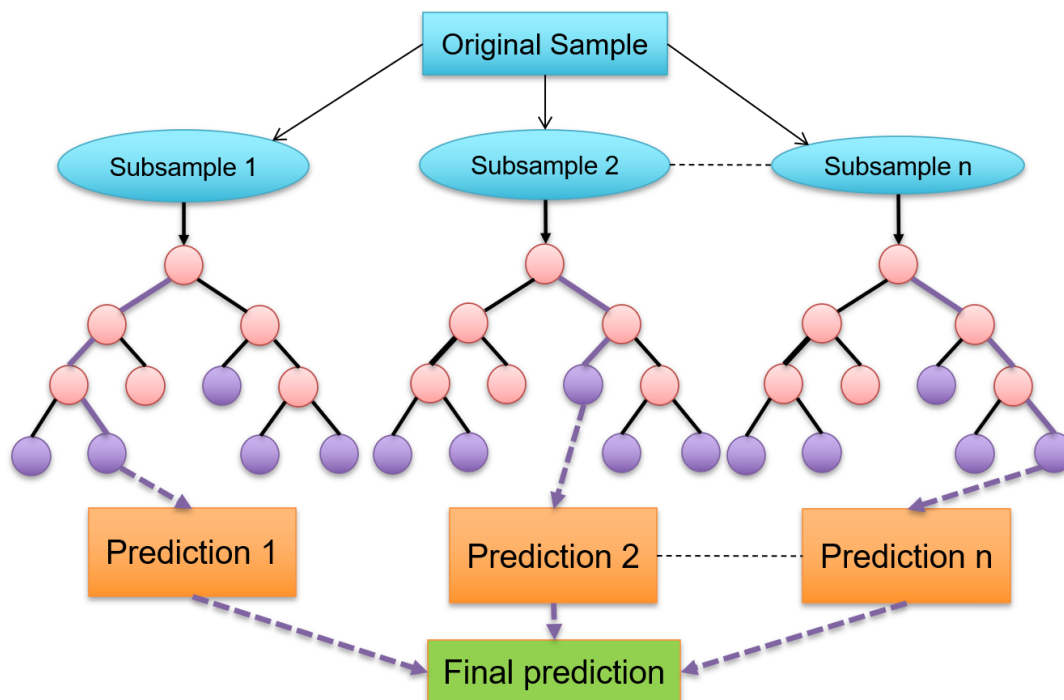 Original Sample
Subsample 1
Subsample 2
Subsample n
Prediction 1
Prediction 2
Prediction n
Final prediction